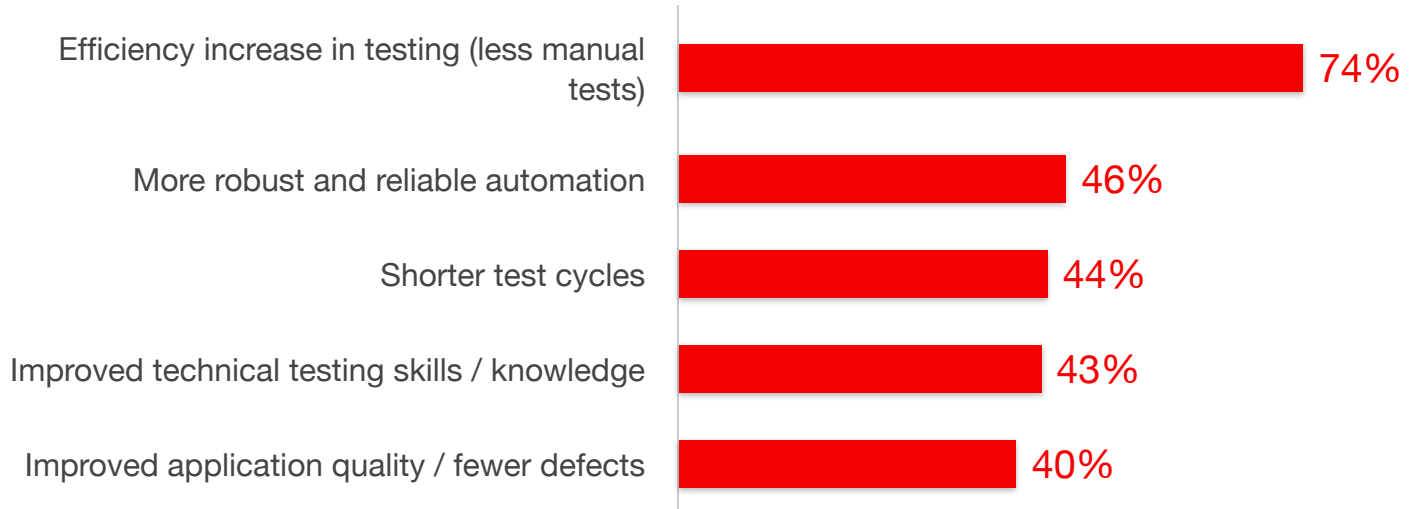 Efficiency increase in testing (less manual
tests)
74%
More robust and reliable automation
46%
Shorter test cycles
44%
Improved technical testing skills / knowledge
43%
Improved application quality / fewer defects
40%